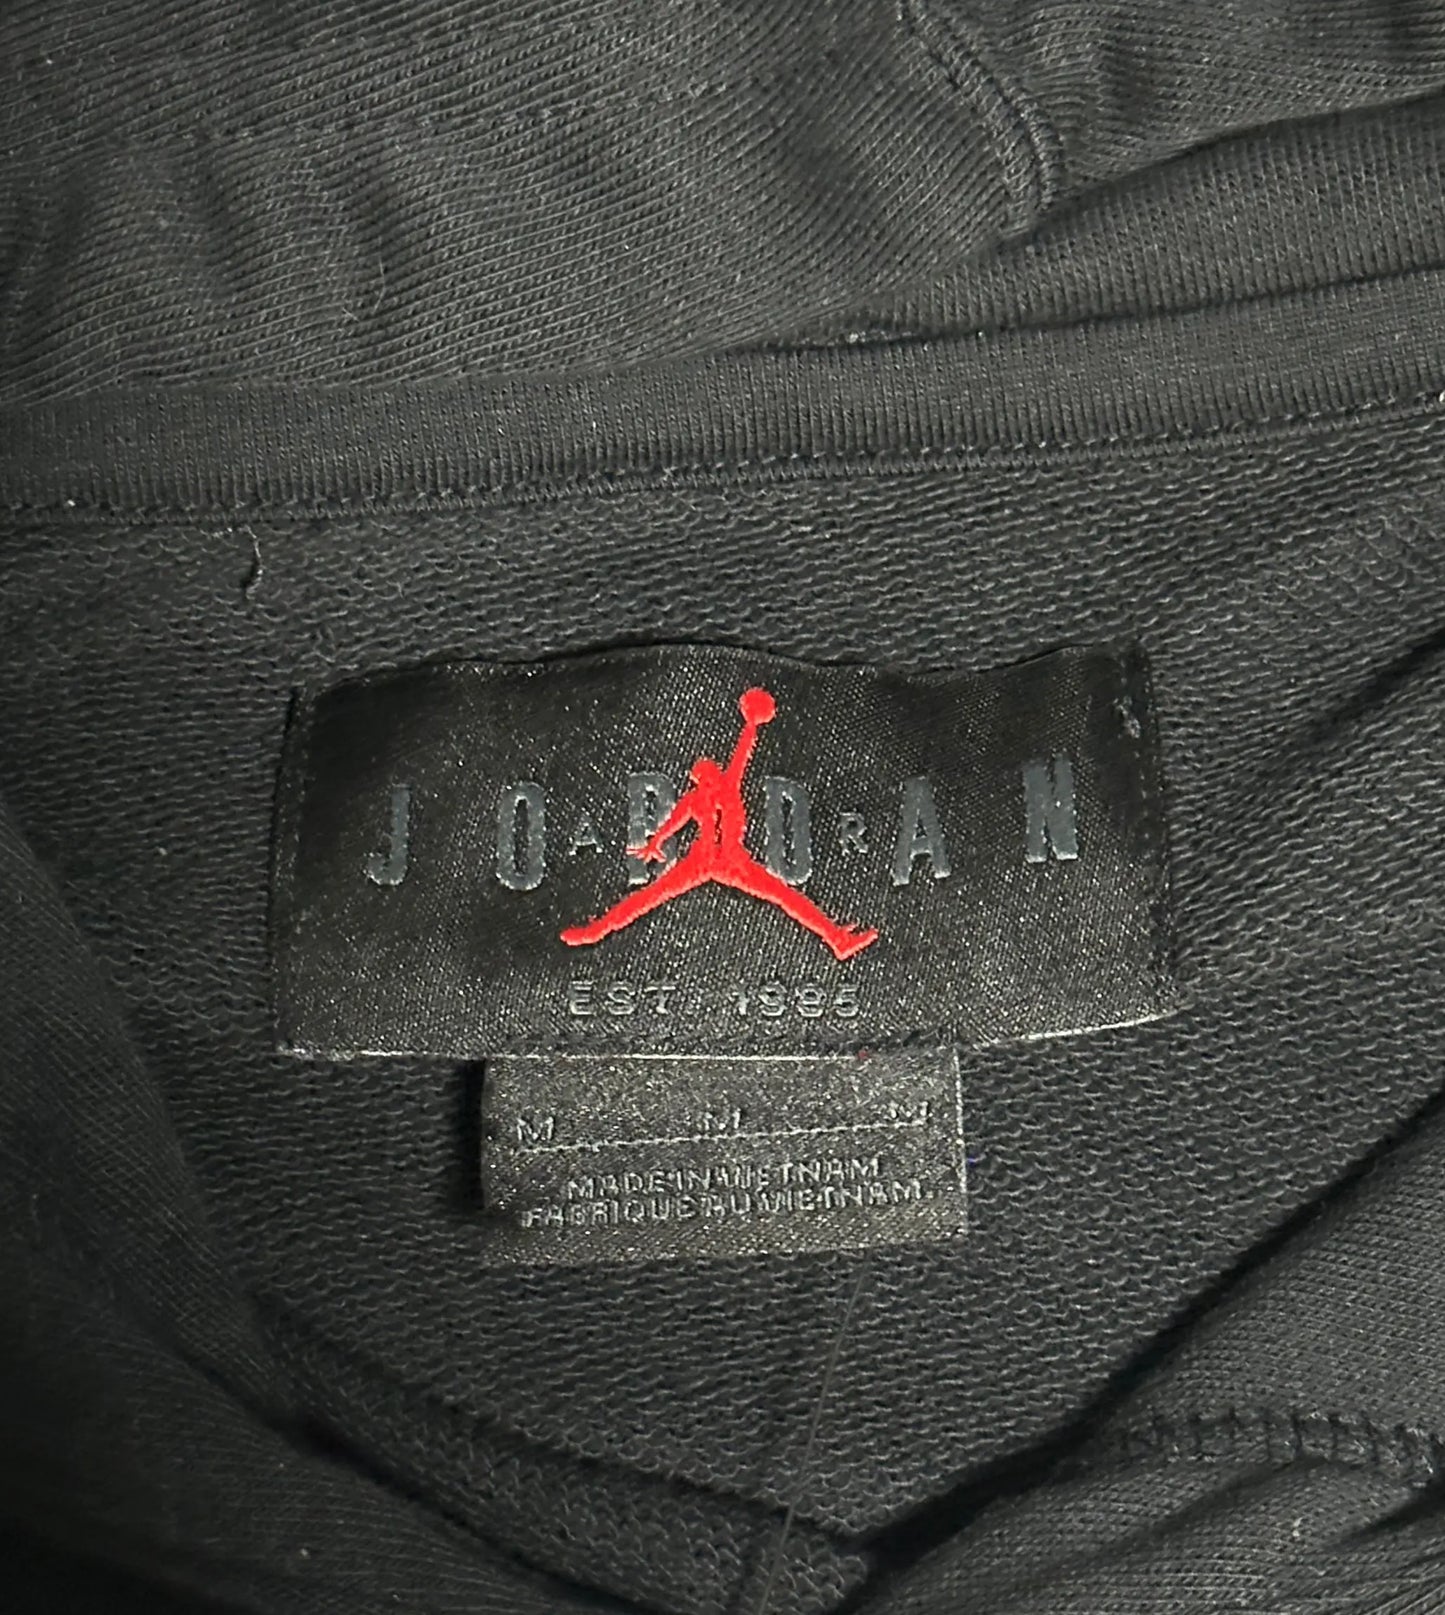 JORDAN
AIR
EST. 1985
M M M
MADE IN VIETNAM
FABRIQUE AU VIETNAM